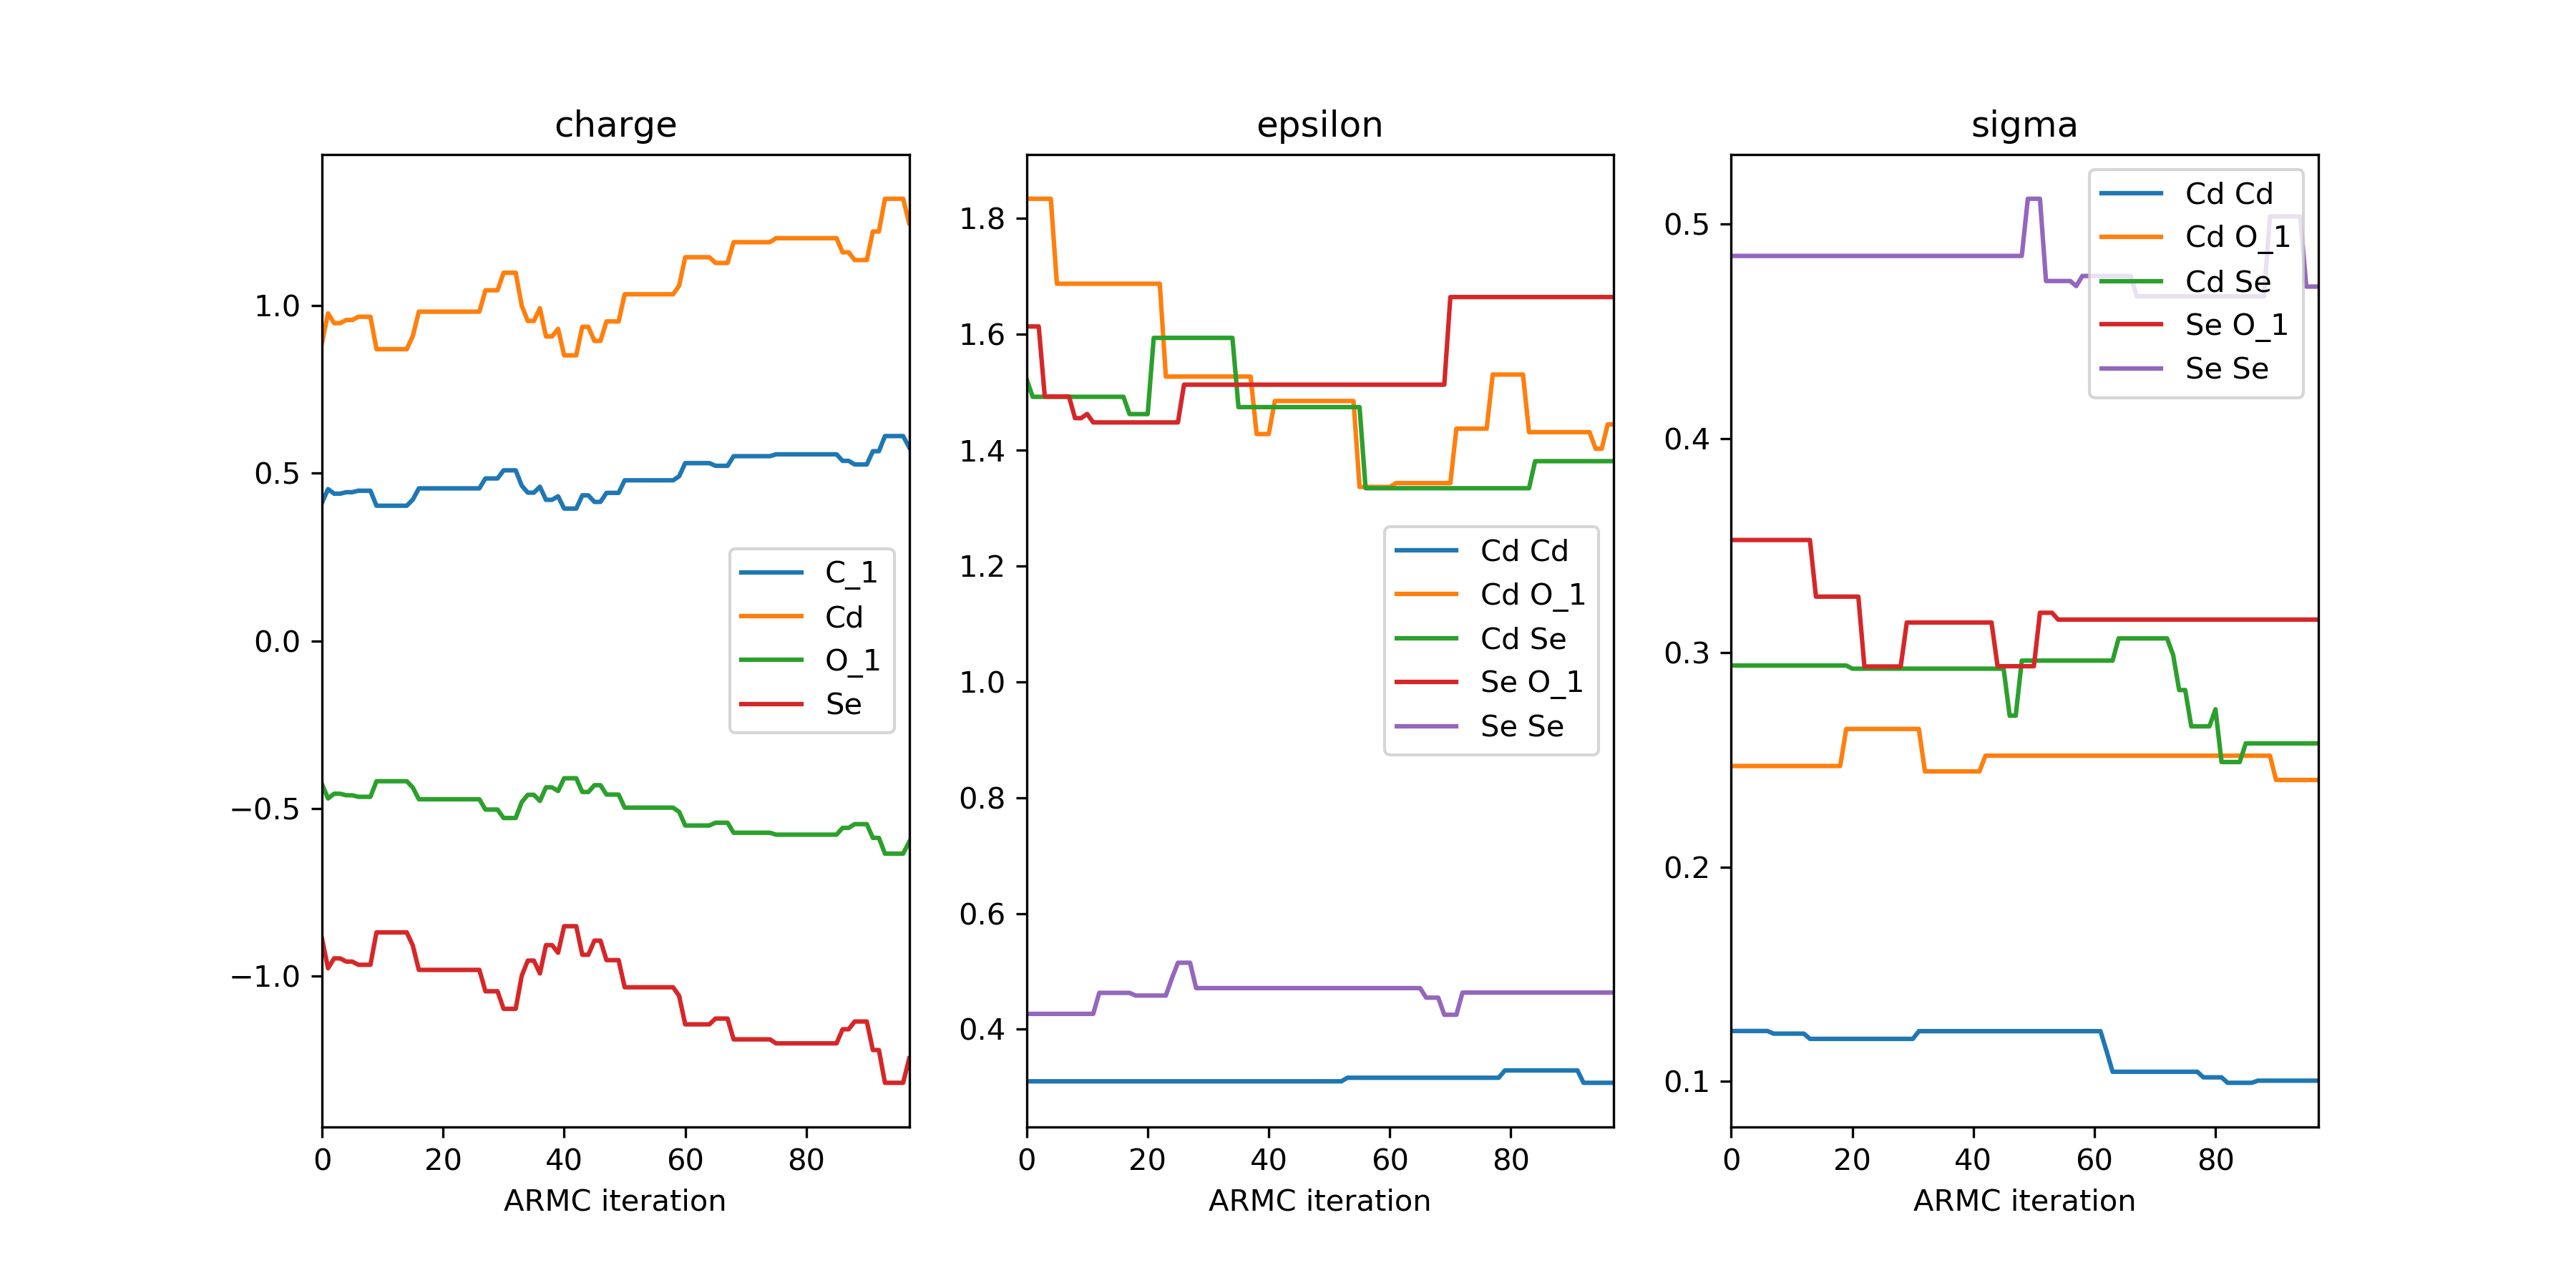 charge
1.0
0.5
0.0
−0.5
−1.0
C_1
Cd
O_1
Se
0 20 40 60 80
ARMC iteration
epsilon
1.8
1.6
1.4
1.2
1.0
0.8
0.6
0.4
Cd Cd
Cd O_1
Cd Se
Se O_1
Se Se
0 20 40 60 80
ARMC iteration
sigma
0.5
0.4
0.3
0.2
0.1
Cd Cd
Cd O_1
Cd Se
Se O_1
Se Se
0 20 40 60 80
ARMC iteration